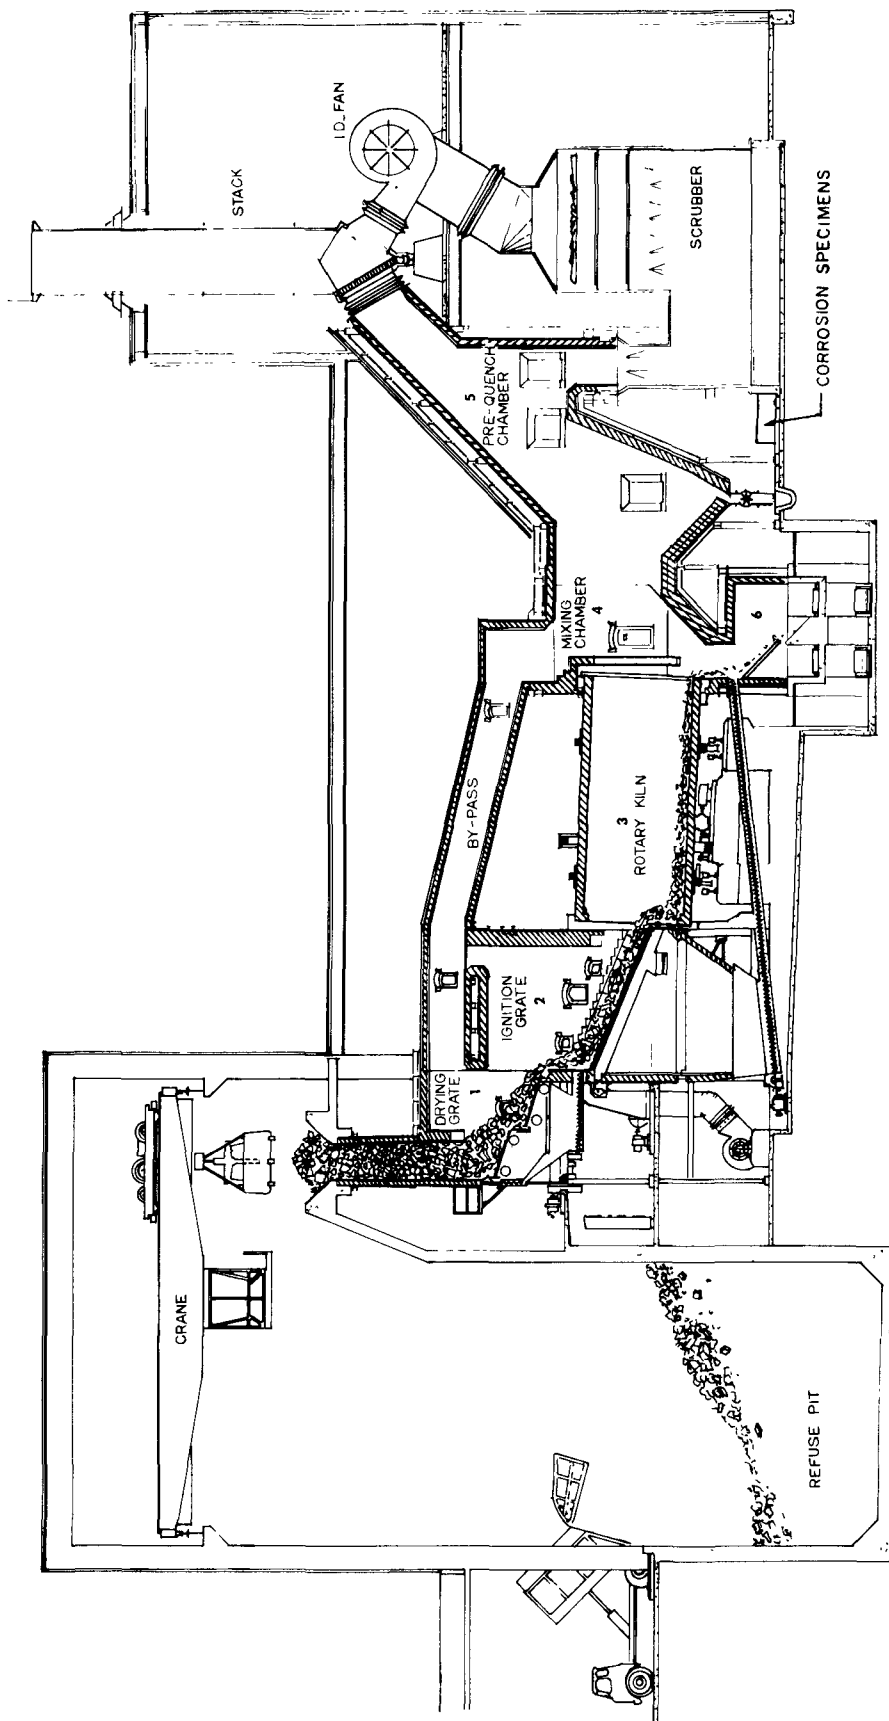 CRANE
REFUSE PIT
DRYING
GRATE
1
IGNITION
GRATE
2
BY-PASS
3
ROTARY KILN
MIXING
CHAMBER
4
6
5
PRE-QUENCH
CHAMBER
STACK
I.D. FAN
SCRUBBER
CORROSION SPECIMENS